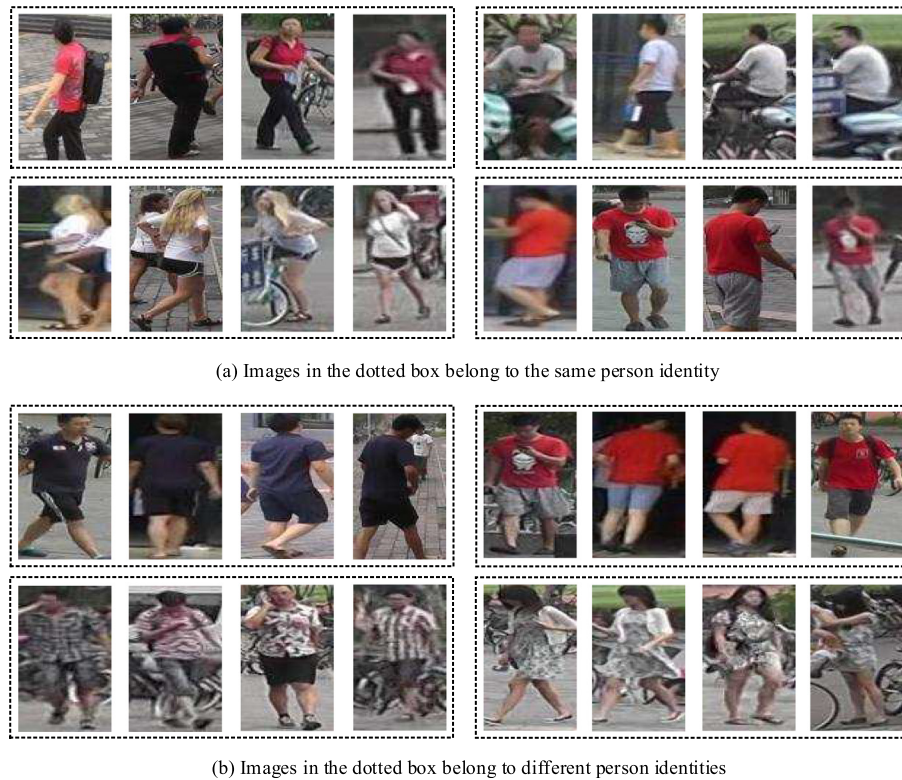 (a) Images in the dotted box belong to the same person identity
(b) Images in the dotted box belong to different person identities